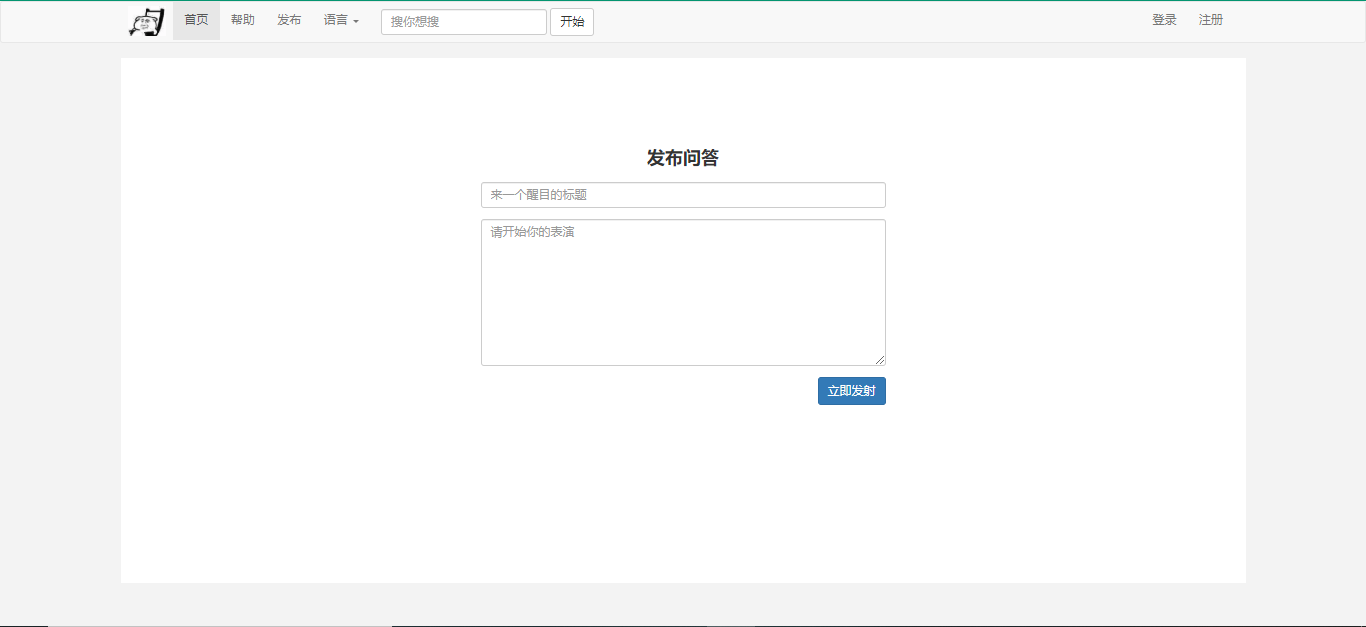 首页 帮助 发布 语言 搜你想搜 开始 登录 注册
发布问答
来一个醒目的标题
请开始你的表演
立即发射